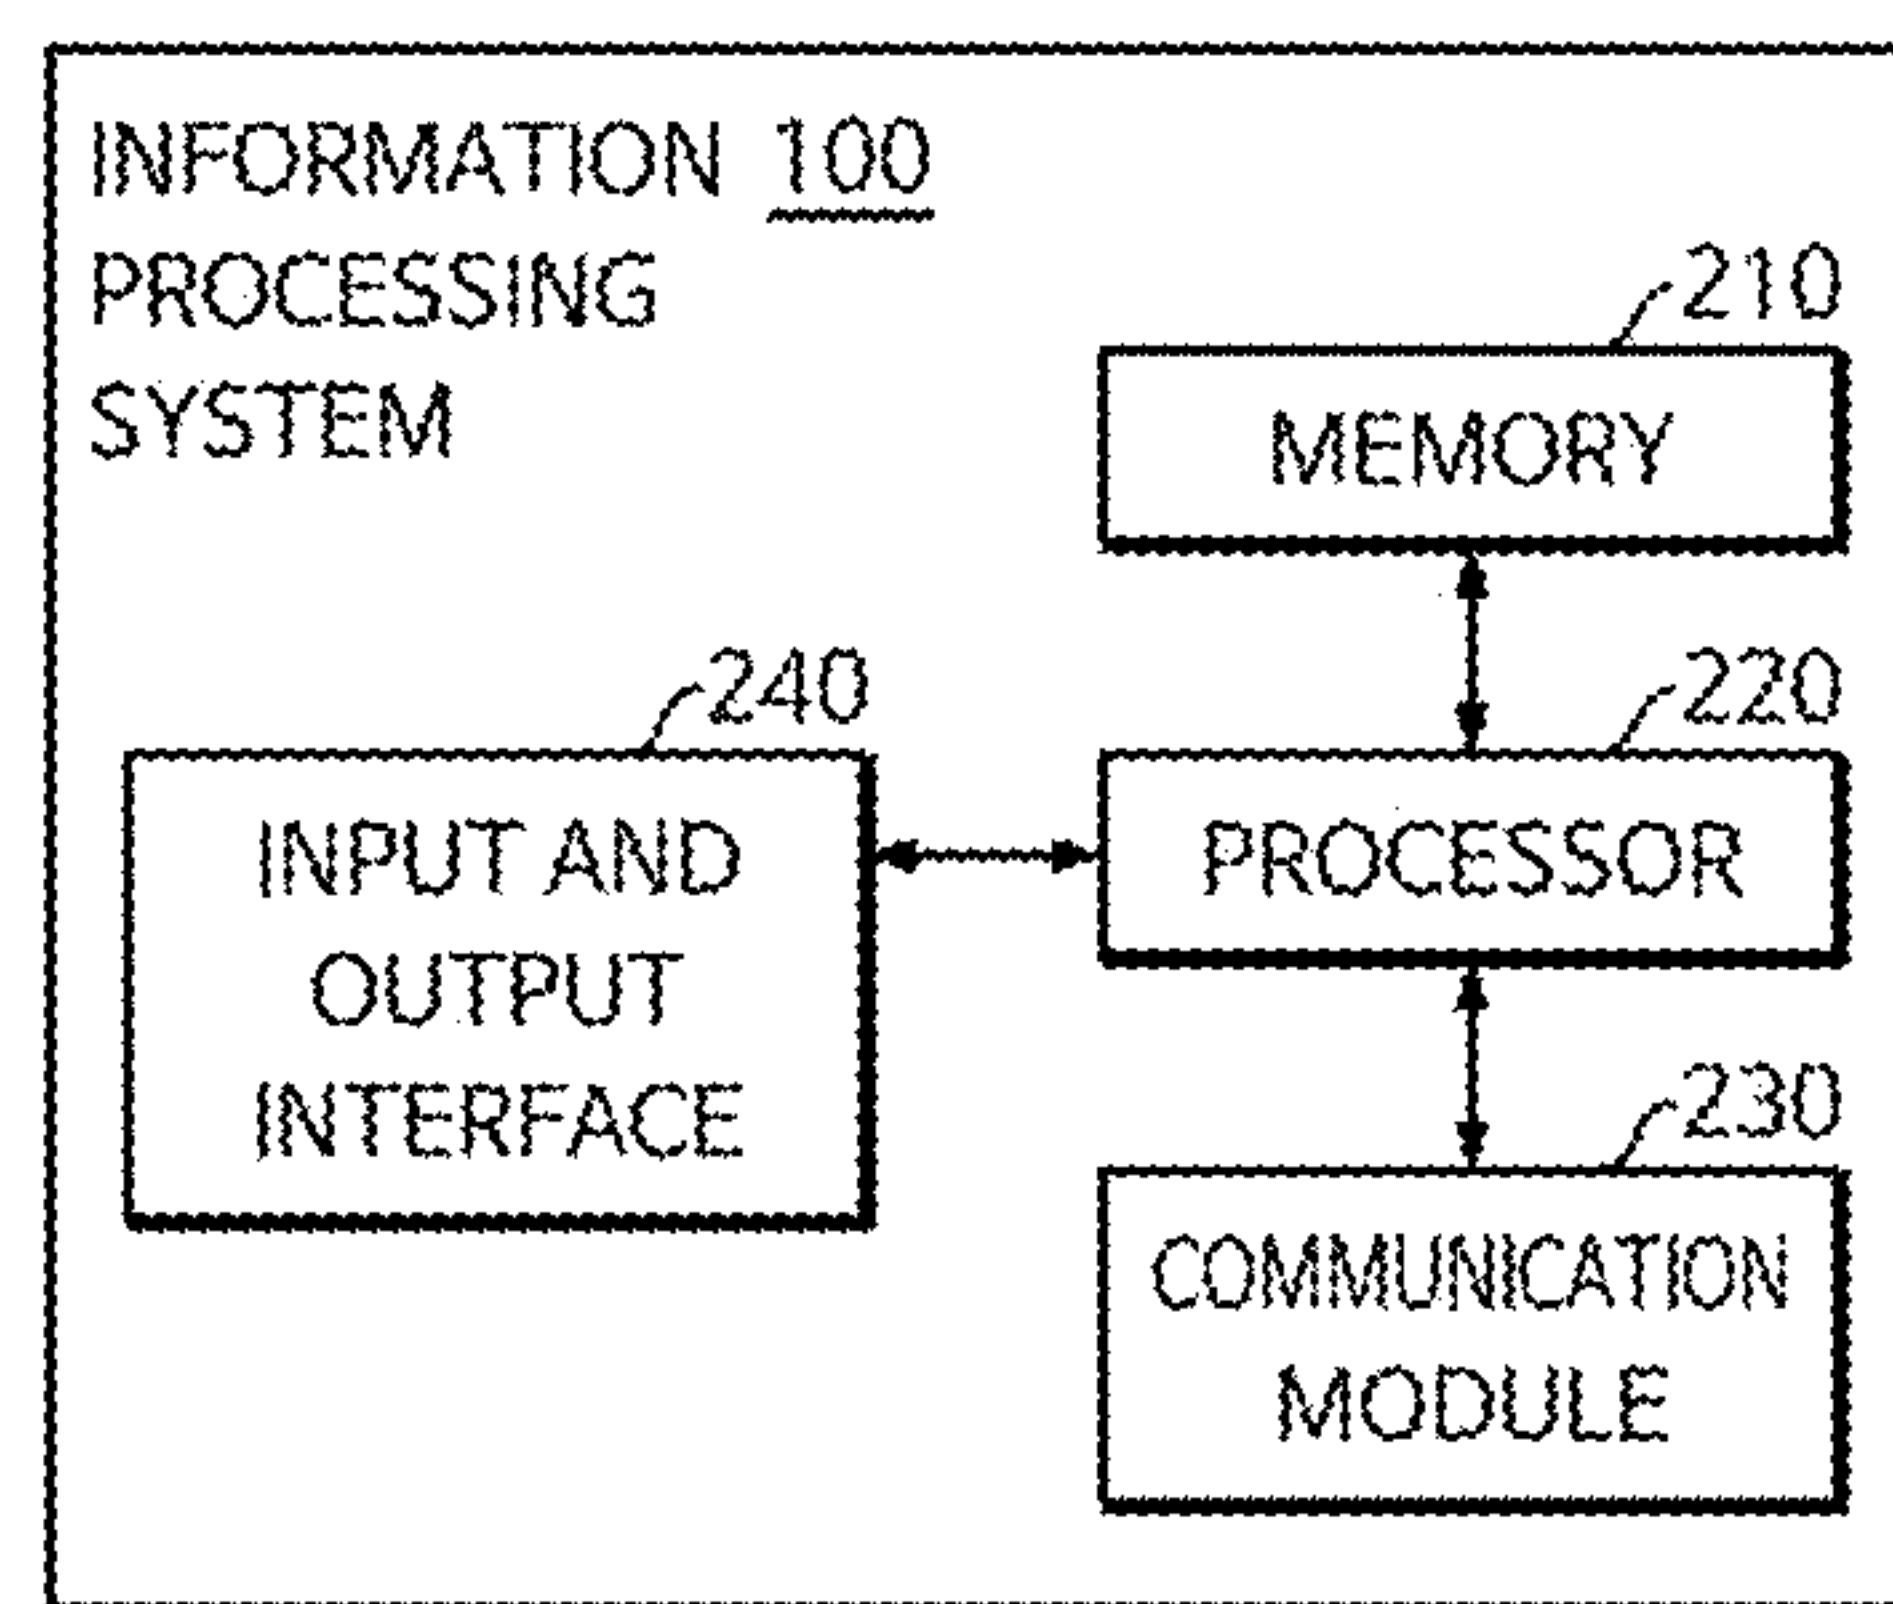 INFORMATION 100
PROCESSING
SYSTEM
210
MEMORY
240
220
INPUT AND
OUTPUT
INTERFACE
PROCESSOR
230
COMMUNICATION
MODULE